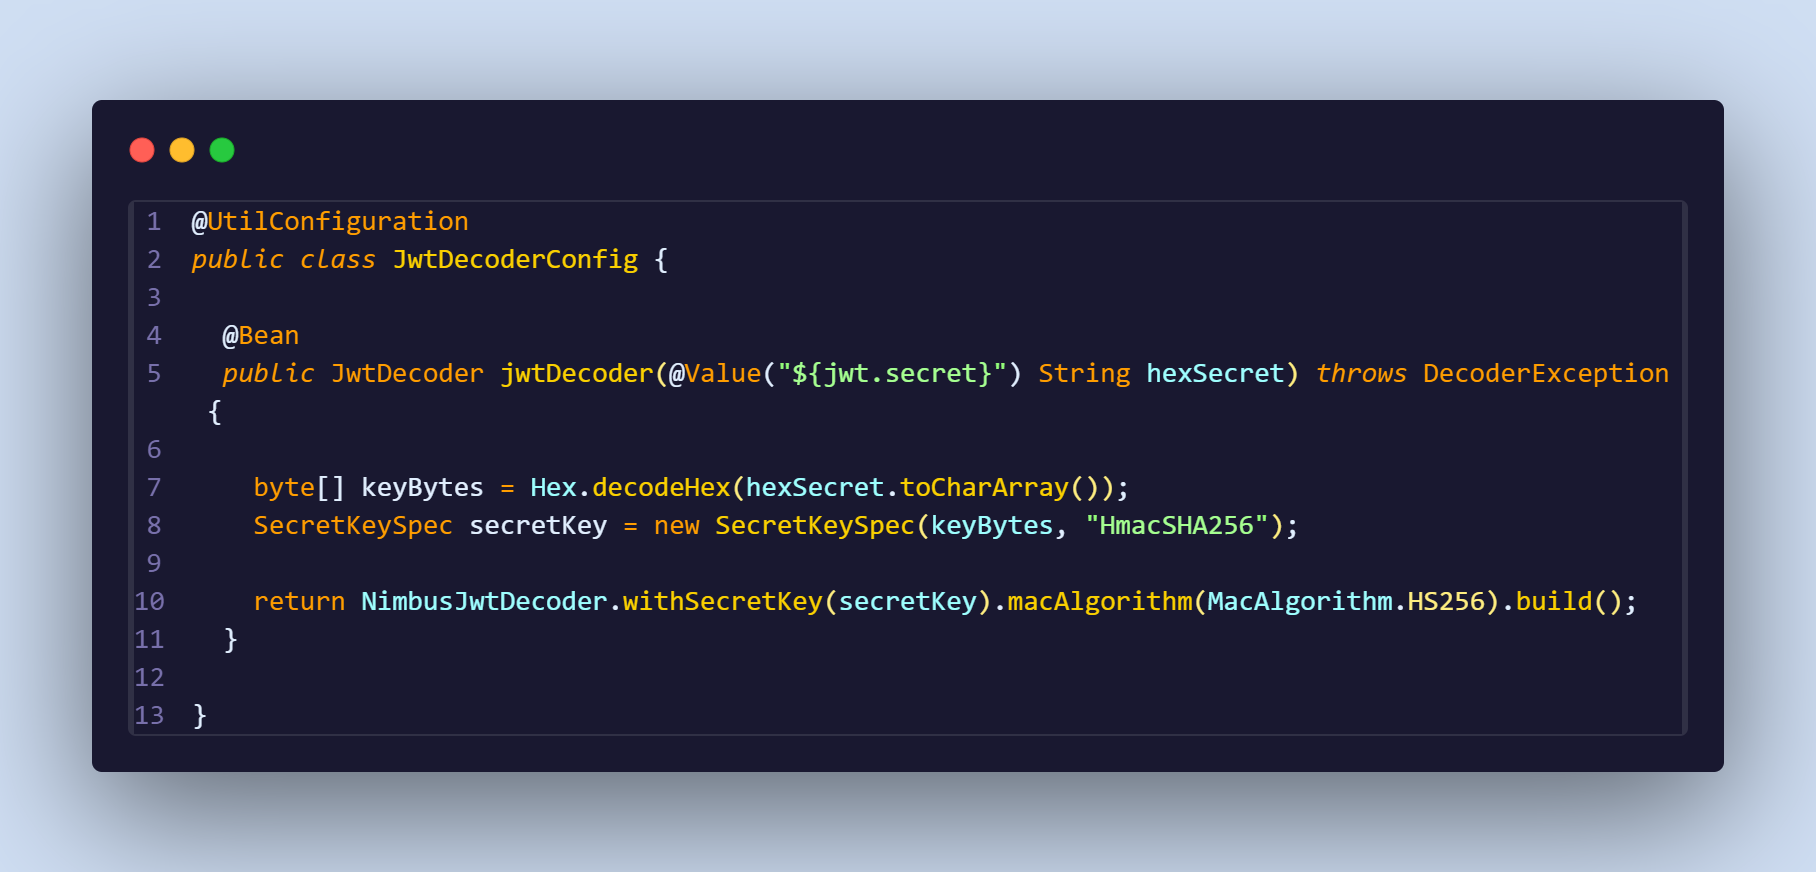 1 @UtilConfiguration
2 public class JwtDecoderConfig {
3
4 @Bean
5 public JwtDecoder jwtDecoder(@Value("${jwt.secret}") String hexSecret) throws DecoderException
{
6
7 byte[] keyBytes = Hex.decodeHex(hexSecret.toCharArray());
8 SecretKeySpec secretKey = new SecretKeySpec(keyBytes, "HmacSHA256");
9
10 return NimbusJwtDecoder.withSecretKey(secretKey).macAlgorithm(MacAlgorithm.HS256).build();
11 }
12
13 }